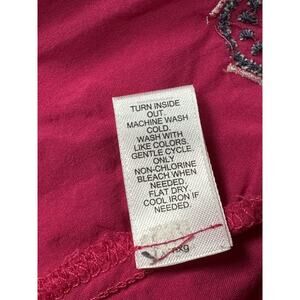 TURN INSIDE
OUT.
MACHINE WASH
COLD.
WASH WITH
LIKE COLORS.
GENTLE CYCLE.
ONLY
NON-CHLORINE
BLEACH WHEN
NEEDED.
FLAT DRY.
COOL IRON IF
NEEDED.